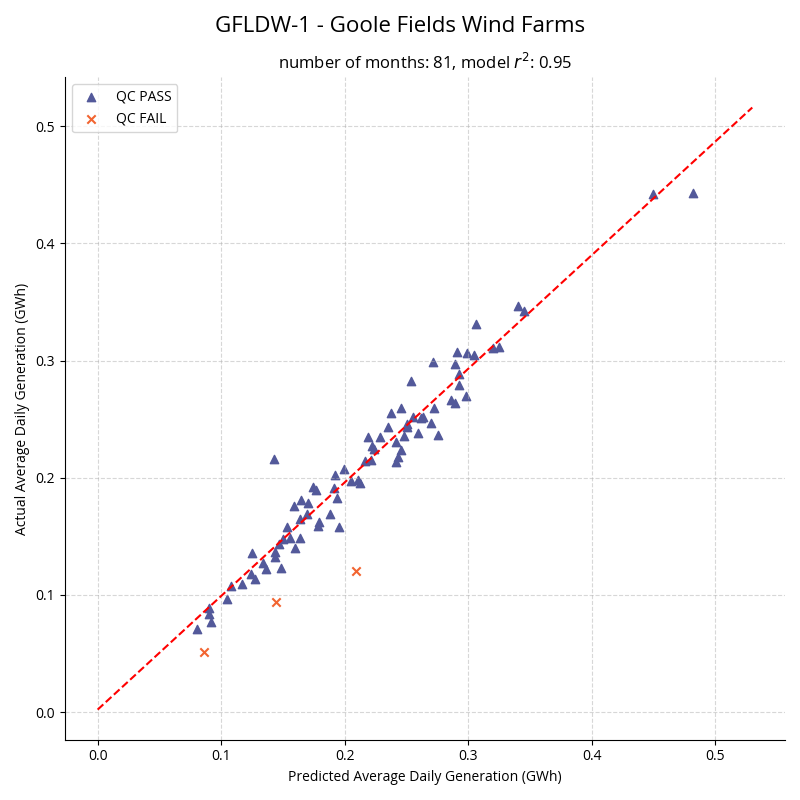 GFLDW-1 - Goole Fields Wind Farms
number of months: 81, model r²: 0.95
QC PASS
QC FAIL
0.5
0.4
0.3
0.2
0.1
0.0
Actual Average Daily Generation (GWh)
0.0 0.1 0.2 0.3 0.4 0.5
Predicted Average Daily Generation (GWh)